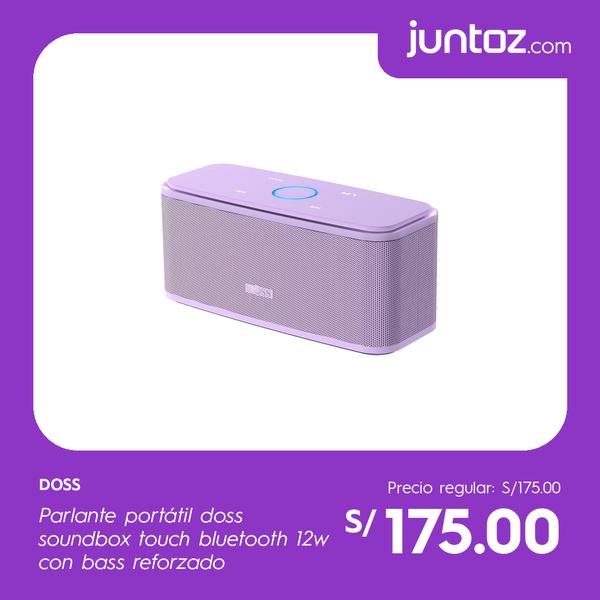 juntoz.com
DOSS
DOSS
Precio regular: S/175.00
Parlante portátil doss
soundbox touch bluetooth 12w
con bass reforzado
S/ 175.00